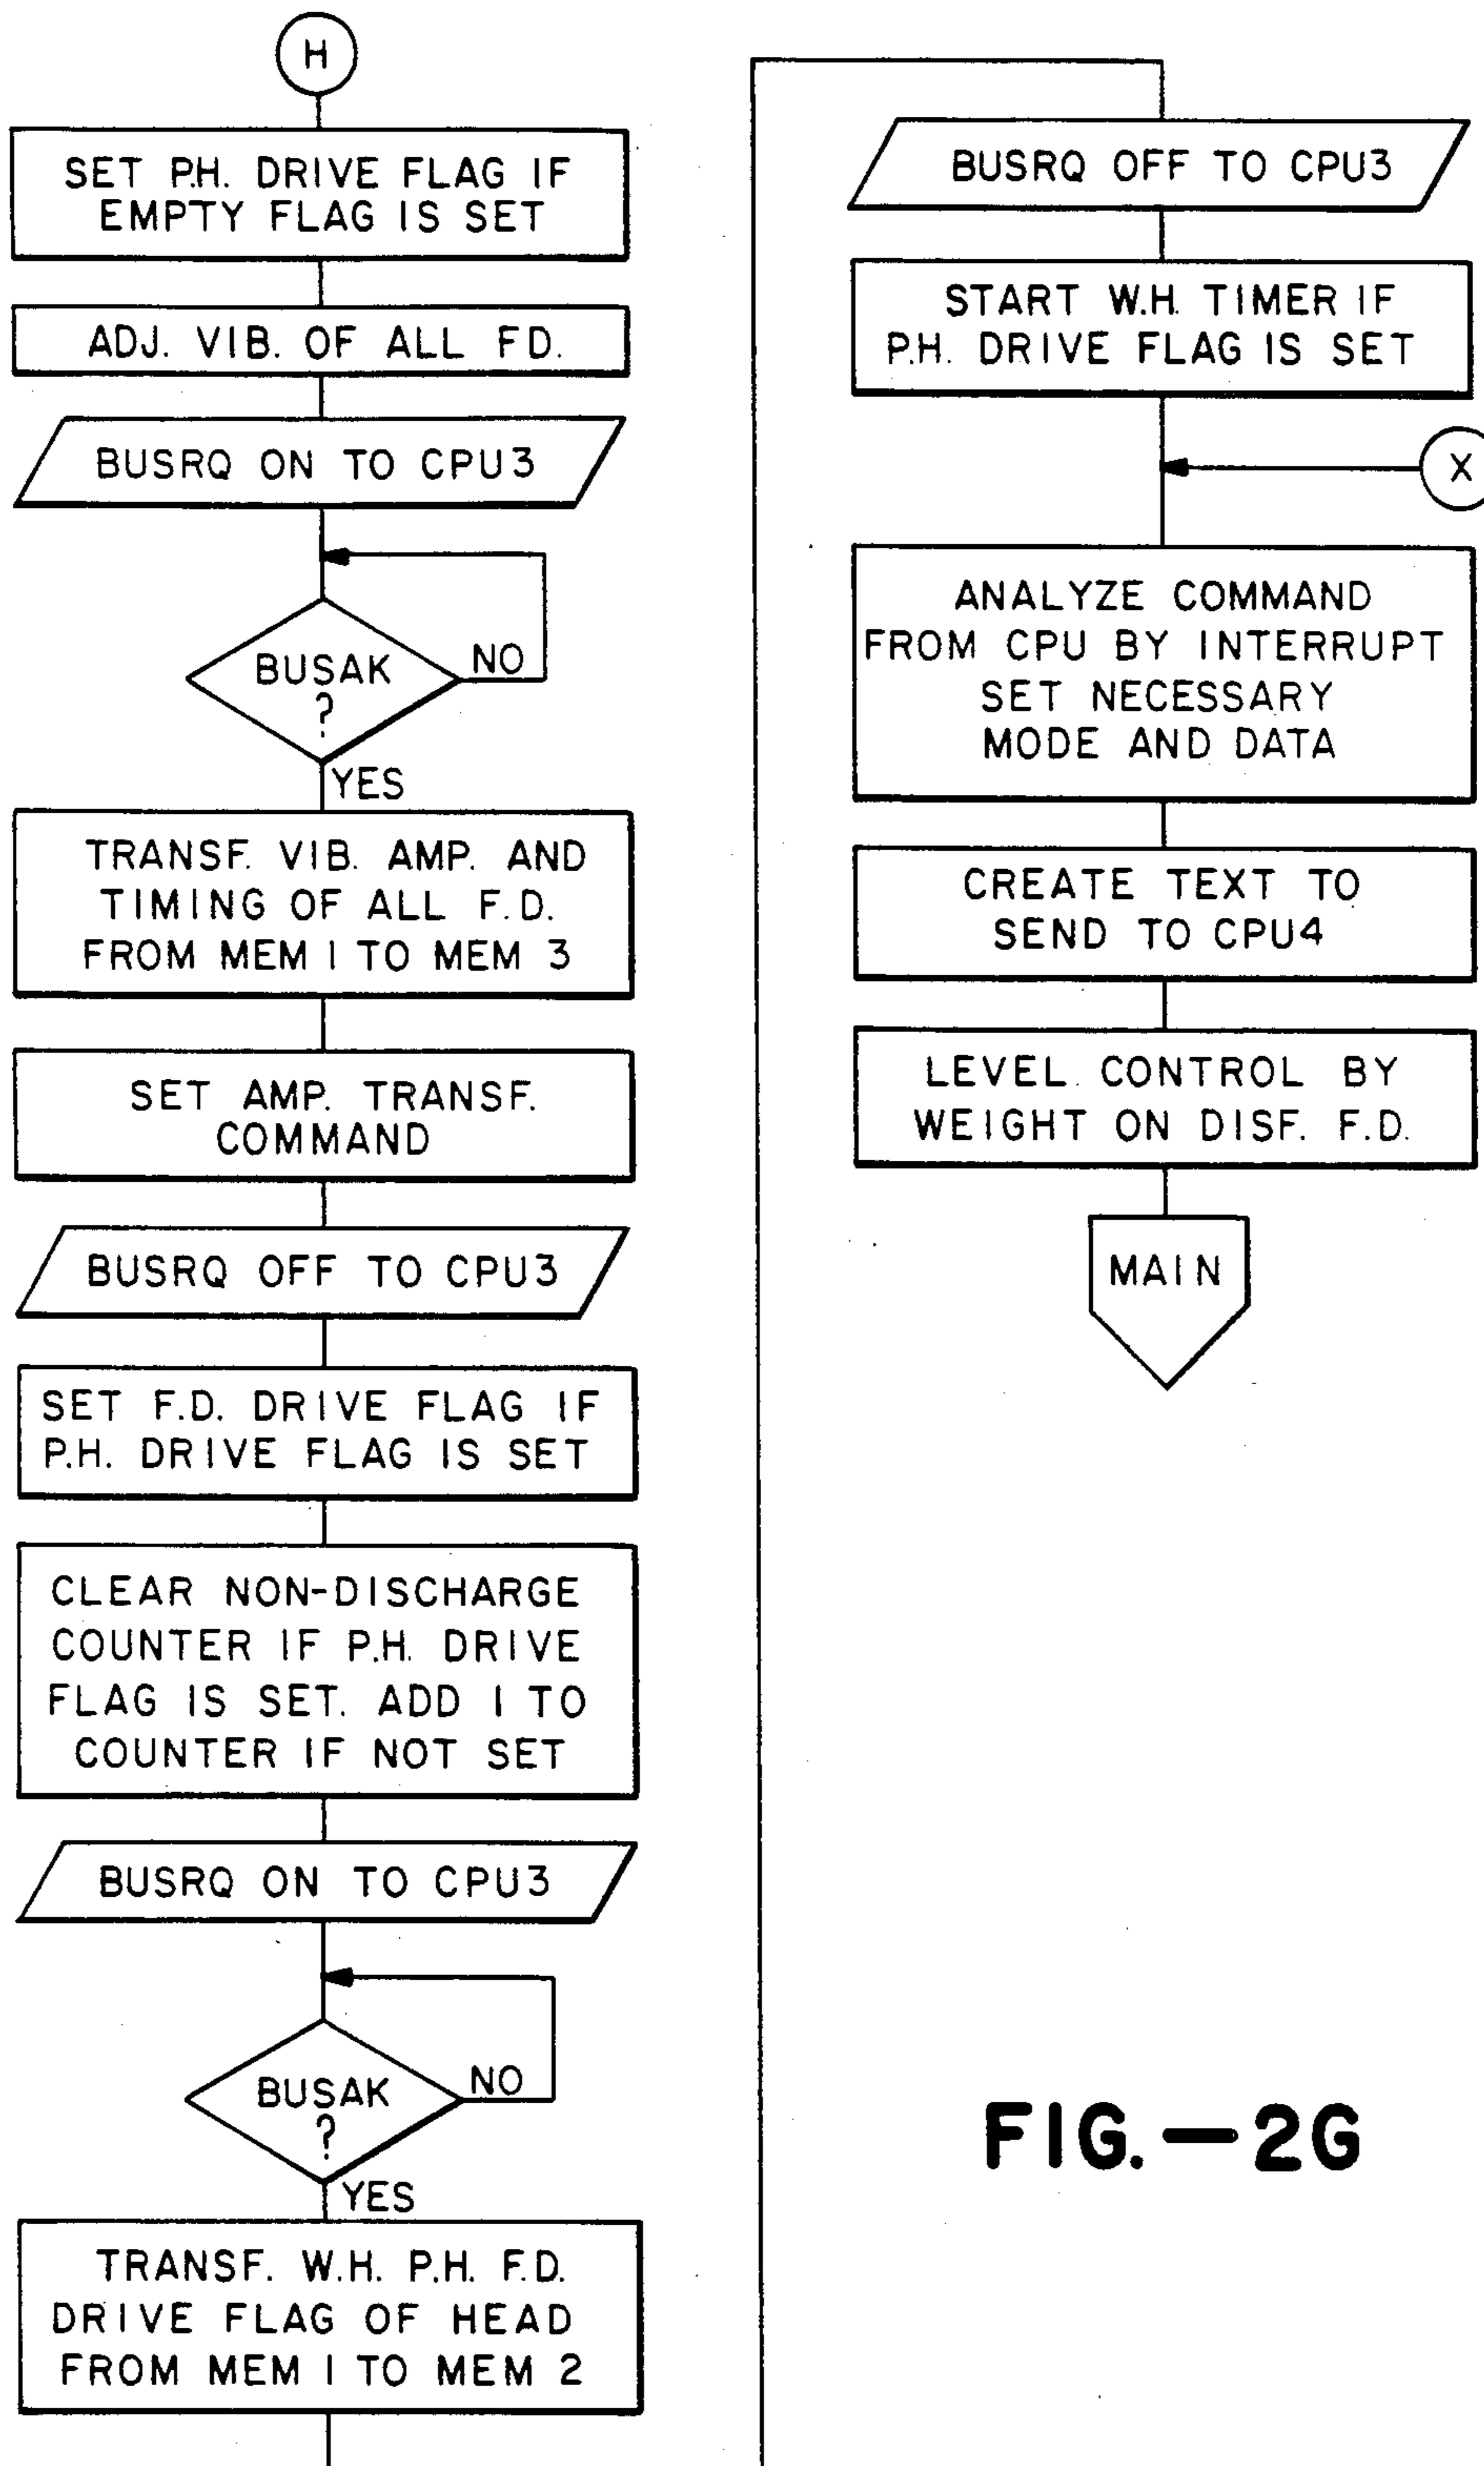 H
SET P.H. DRIVE FLAG IF
EMPTY FLAG IS SET
ADJ. VIB. OF ALL FD.
BUSRQ ON TO CPU3
BUSAK
?
NO
YES
TRANSF. VIB. AMP. AND
TIMING OF ALL F.D.
FROM MEM 1 TO MEM 3
SET AMP. TRANSF.
COMMAND
BUSRQ OFF TO CPU3
SET F.D. DRIVE FLAG IF
P.H. DRIVE FLAG IS SET
CLEAR NON-DISCHARGE
COUNTER IF P.H. DRIVE
FLAG IS SET. ADD 1 TO
COUNTER IF NOT SET
BUSRQ ON TO CPU3
BUSAK
?
NO
YES
TRANSF. W.H. P.H. F.D.
DRIVE FLAG OF HEAD
FROM MEM 1 TO MEM 2
BUSRQ OFF TO CPU3
START W.H. TIMER IF
P.H. DRIVE FLAG IS SET
X
ANALYZE COMMAND
FROM CPU BY INTERRUPT
SET NECESSARY
MODE AND DATA
CREATE TEXT TO
SEND TO CPU4
LEVEL CONTROL BY
WEIGHT ON DISF. F.D.
MAIN
FIG.—2G